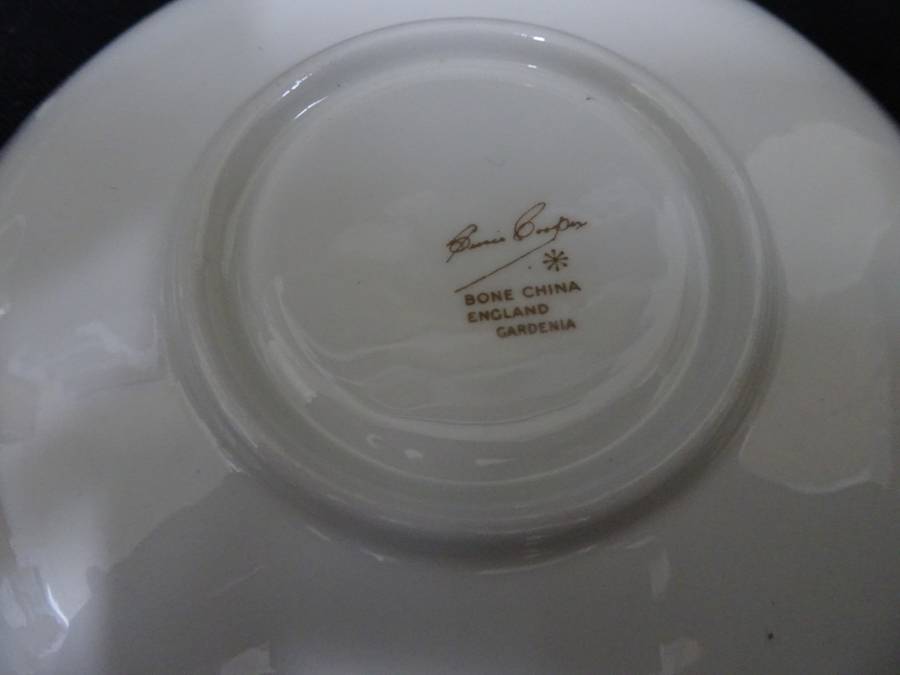 Susie Cooper
BONE CHINA
ENGLAND
GARDENIA